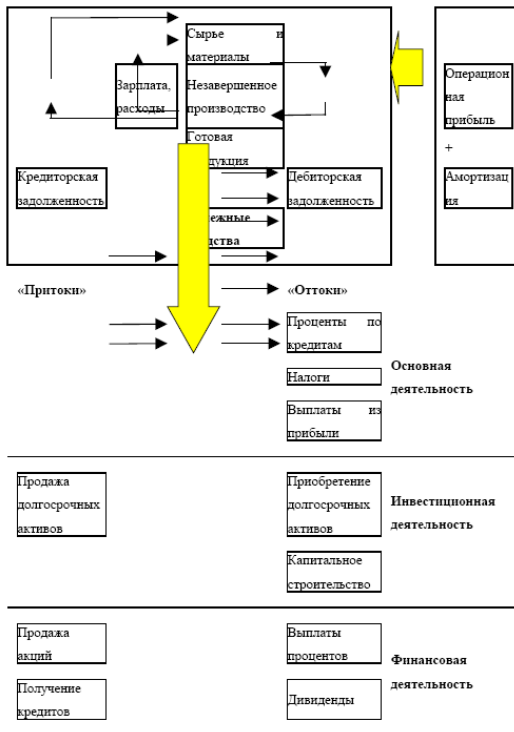 Сырье и
материалы
Зарплата,
расходы
Незавершенное
производство
Готовая
Операцион
ная
прибыль
+
Амортизац
ия
Кредиторская
задолженность
Дебиторская
задолженность
«Притоки»
«Оттоки»
Проценты по
кредитам
Налоги
Выплаты из
прибыли
Основная
деятельность
Продажа
долгосрочных
активов
Приобретение
долгосрочных
активов
Капитальное
строительство
Инвестиционная
деятельность
Продажа
акций
Получение
кредитов
Выплаты
процентов
Дивиденды
Финансовая
деятельность